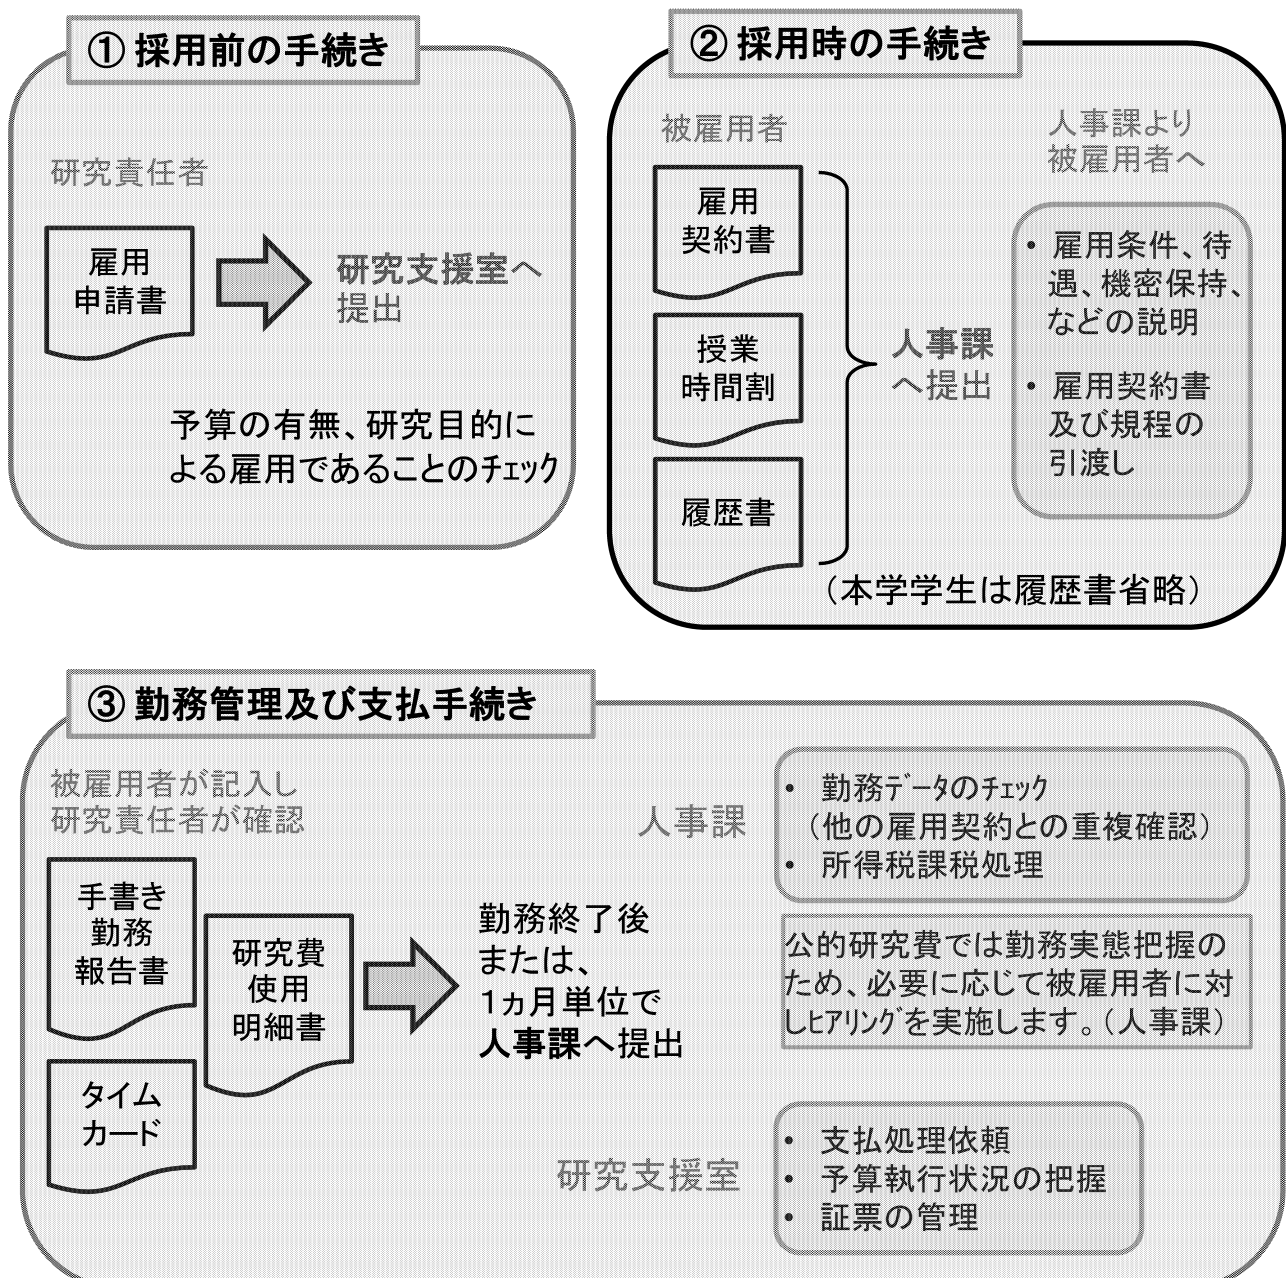 ① 採用前の手続き
研究責任者
雇用
申請書
研究支援室へ
提出
予算の有無、研究目的に
よる雇用であることのチェック
② 採用時の手続き
被雇用者
雇用
契約書
授業
時間割
履歴書
人事課
へ提出
人事課より
被雇用者へ
・ 雇用条件、待
遇、機密保持、
などの説明
・ 雇用契約書
及び規程の
引渡し
（本学学生は履歴書省略）
③ 勤務管理及び支払手続き
被雇用者が記入し
研究責任者が確認
手書き
勤務
報告書
タイム
カード
研究費
使用
明細書
勤務終了後
または、
1ヵ月単位で
人事課へ提出
人事課
・ 勤務ﾃﾞｰﾀのﾁｪｯｸ
（他の雇用契約との重複確認）
・ 所得税課税処理
公的研究費では勤務実態把握の
ため、必要に応じて被雇用者に対
しﾋｱﾘﾝｸﾞを実施します。（人事課）
研究支援室
・ 支払処理依頼
・ 予算執行状況の把握
・ 証票の管理